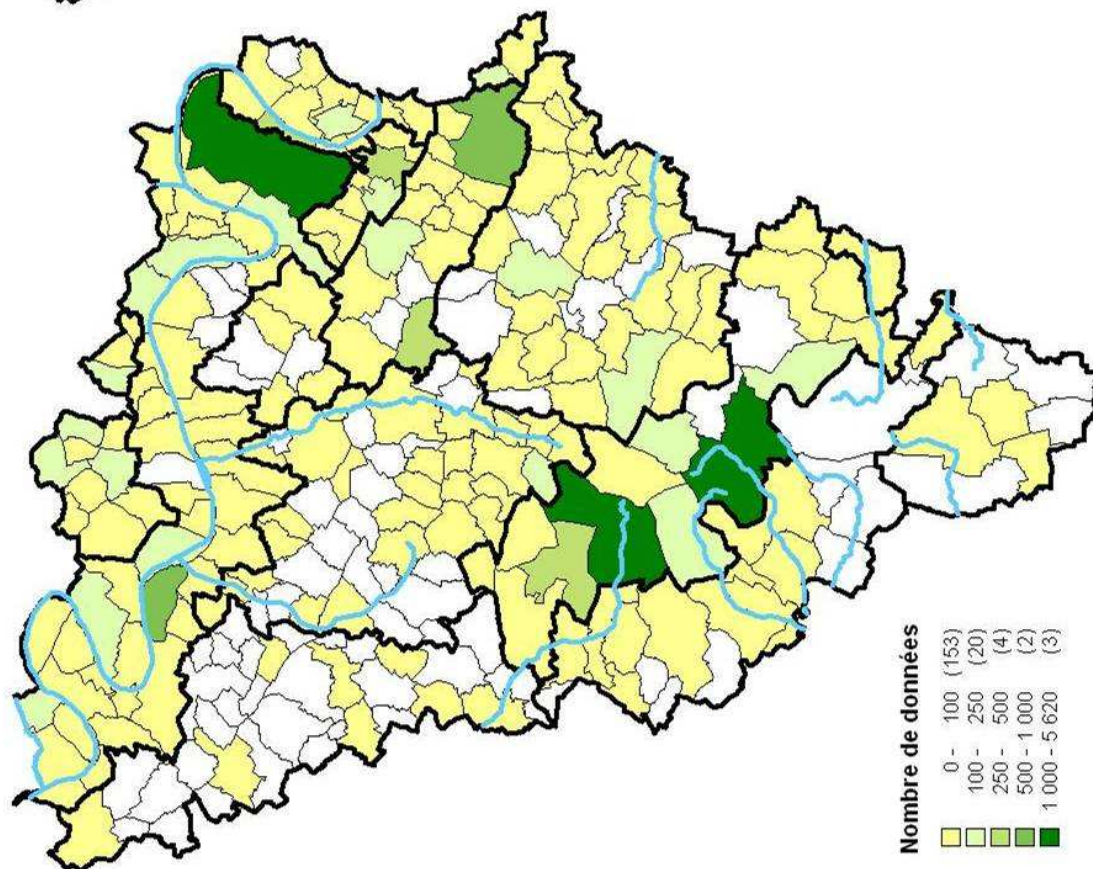 Nombre de données
0 - 100 (153)
100 - 250 (20)
250 - 500 (4)
500 - 1 000 (2)
1 000 - 5 620 (3)